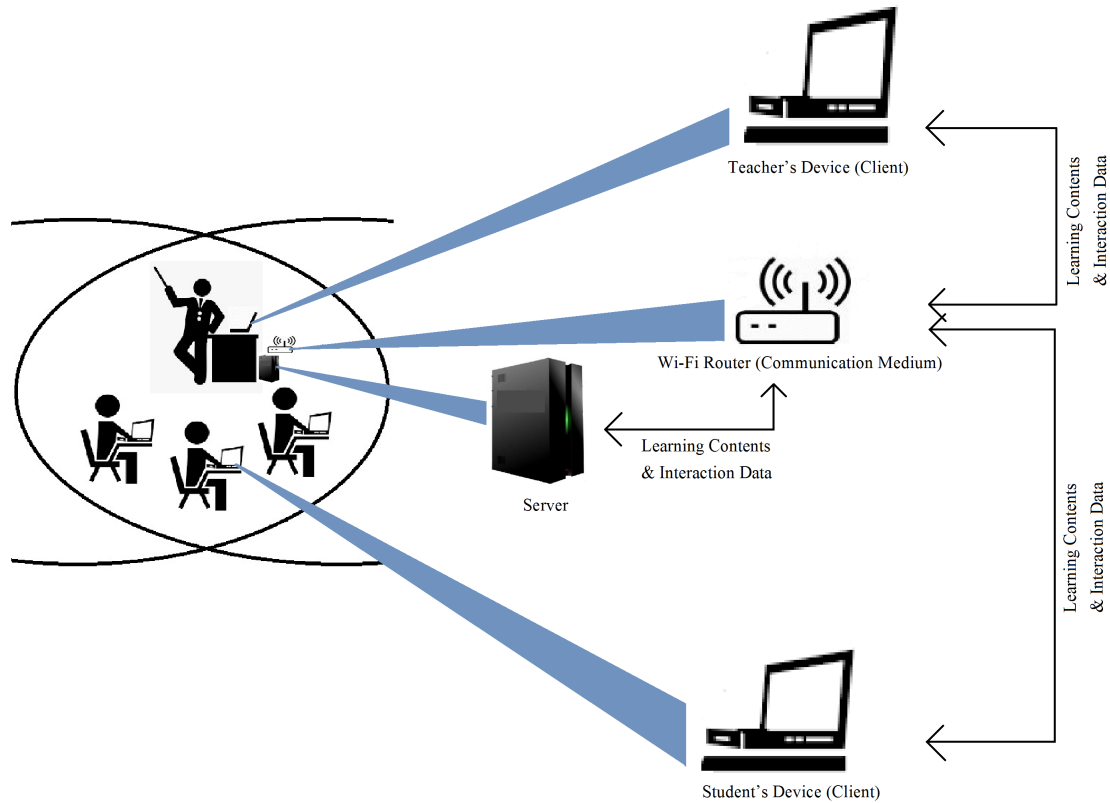 Teacher’s Device (Client)
Learning Contents
& Interaction Data
Wi-Fi Router (Communication Medium)
Learning Contents
& Interaction Data
Server
Learning Contents
& Interaction Data
Student’s Device (Client)